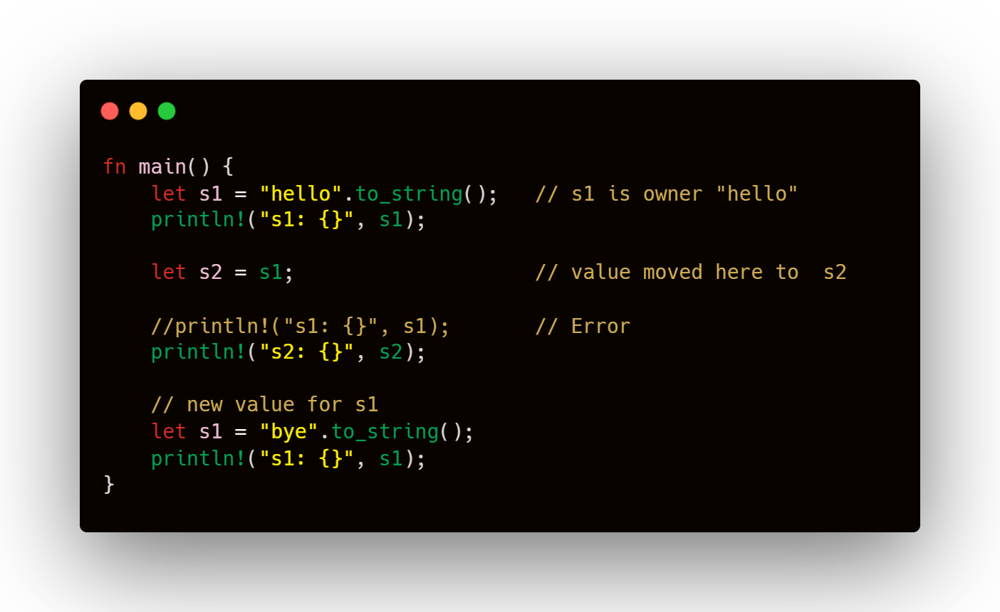 fn main() {
    let s1 = "hello".to_string();   // s1 is owner "hello"
    println!("s1: {}", s1);
    let s2 = s1;                    // value moved here to  s2
    //println!("s1: {}", s1);       // Error
    println!("s2: {}", s2);
    // new value for s1
    let s1 = "bye".to_string();
    println!("s1: {}", s1);
}